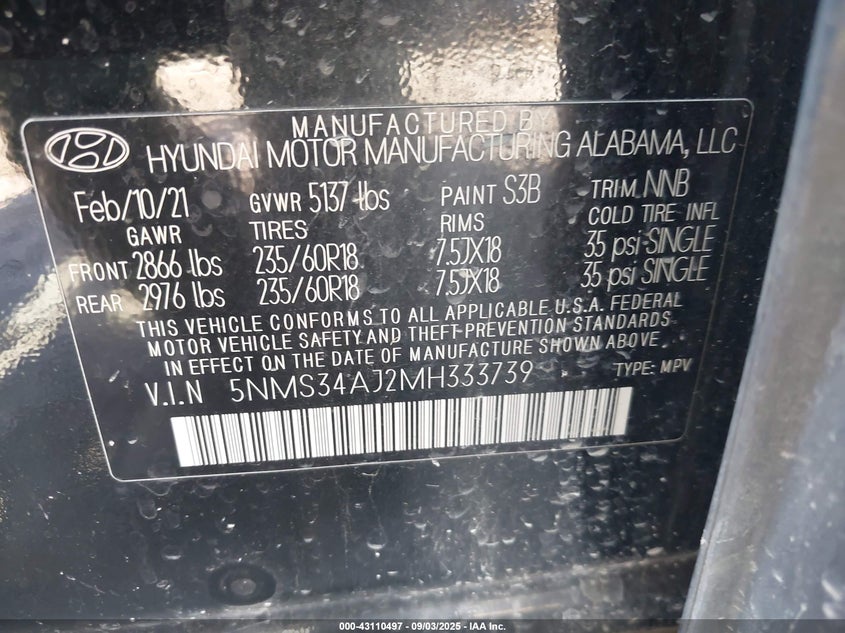 MANUFACTURED BY
HYUNDAI MOTOR MANUFACTURING ALABAMA, LLC
Feb/10/21 GVWR 5137 lbs PAINT S3B TRIM NNB
GAWR TIRES RIMS COLD TIRE INFL
FRONT 2866 lbs 235/60R18 7.5JX18 35 psi SINGLE
REAR 2976 lbs 235/60R18 7.5JX18 35 psi SINGLE
THIS VEHICLE CONFORMS TO ALL APPLICABLE U.S.A. FEDERAL
MOTOR VEHICLE SAFETY AND THEFT PREVENTION STANDARDS
IN EFFECT ON THE DATE OF MANUFACTURE SHOWN ABOVE.
V.I.N 5NMS34AJ2MH333739 TYPE: MPV
000-43110497 - 09/03/2025 - IAA Inc.